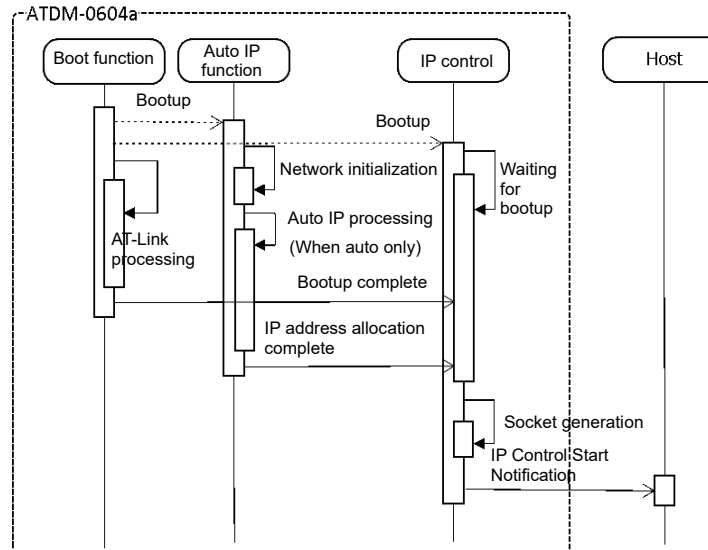 ATDM-0604a
Boot function
Auto IP
function
IP control
Host
Bootup
Bootup
Network initialization
Waiting
for
bootup
Auto IP processing
(When auto only)
AT-Link
processing
Bootup complete
IP address allocation
complete
Socket generation
IP Control Start
Notification